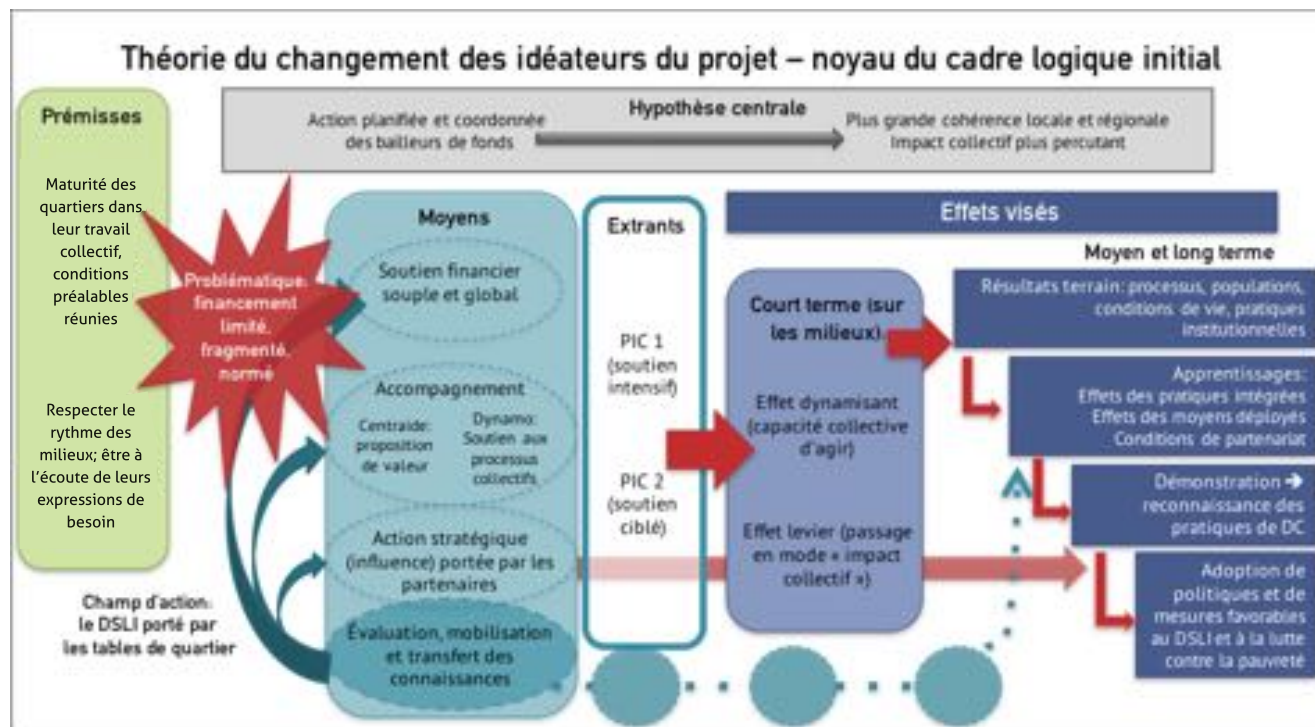 Théorie du changement des idéateurs du projet – noyau du cadre logique initial
Prémisses
Maturité des
quartiers dans
leur travail
collectif,
conditions
préalables
réunies
Respecter le
rythme des
milieux; être à
l'écoute de leurs
expressions de
besoin
Hypothèse centrale
Action planifiée et coordonnée
des bailleurs de fonds
Plus grande cohérence locale et régionale
Impact collectif plus percutant
Problématique:
financement
limité,
fragmenté,
normé
Champ d'action:
le DSLI porté par
les tables de quartier
Moyens
Soutien financier
souple et global
Accompagnement
Centraide:
proposition
de valeur
Dynamo:
Soutien aux
processus
collectifs
Action stratégique
(influence) portée par les
partenaires
Évaluation, mobilisation
et transfert des
connaissances
Extrants
PIC 1
(soutien
intensif)
PIC 2
(soutien
ciblé)
Effets visés
Court terme (sur
les milieux)
Effet dynamisant
(capacité collective
d'agir)
Effet levier (passage
en mode « impact
collectif »)
Moyen et long terme
Résultats terrain: processus, populations,
conditions de vie, pratiques
institutionnelles
Apprentissages:
Effets des pratiques intégrées
Effets des moyens déployés
Conditions de partenariat
Démonstration →
reconnaissance des
pratiques de DC
Adoption de
politiques et de
mesures favorables
au DSLI et à la lutte
contre la pauvreté